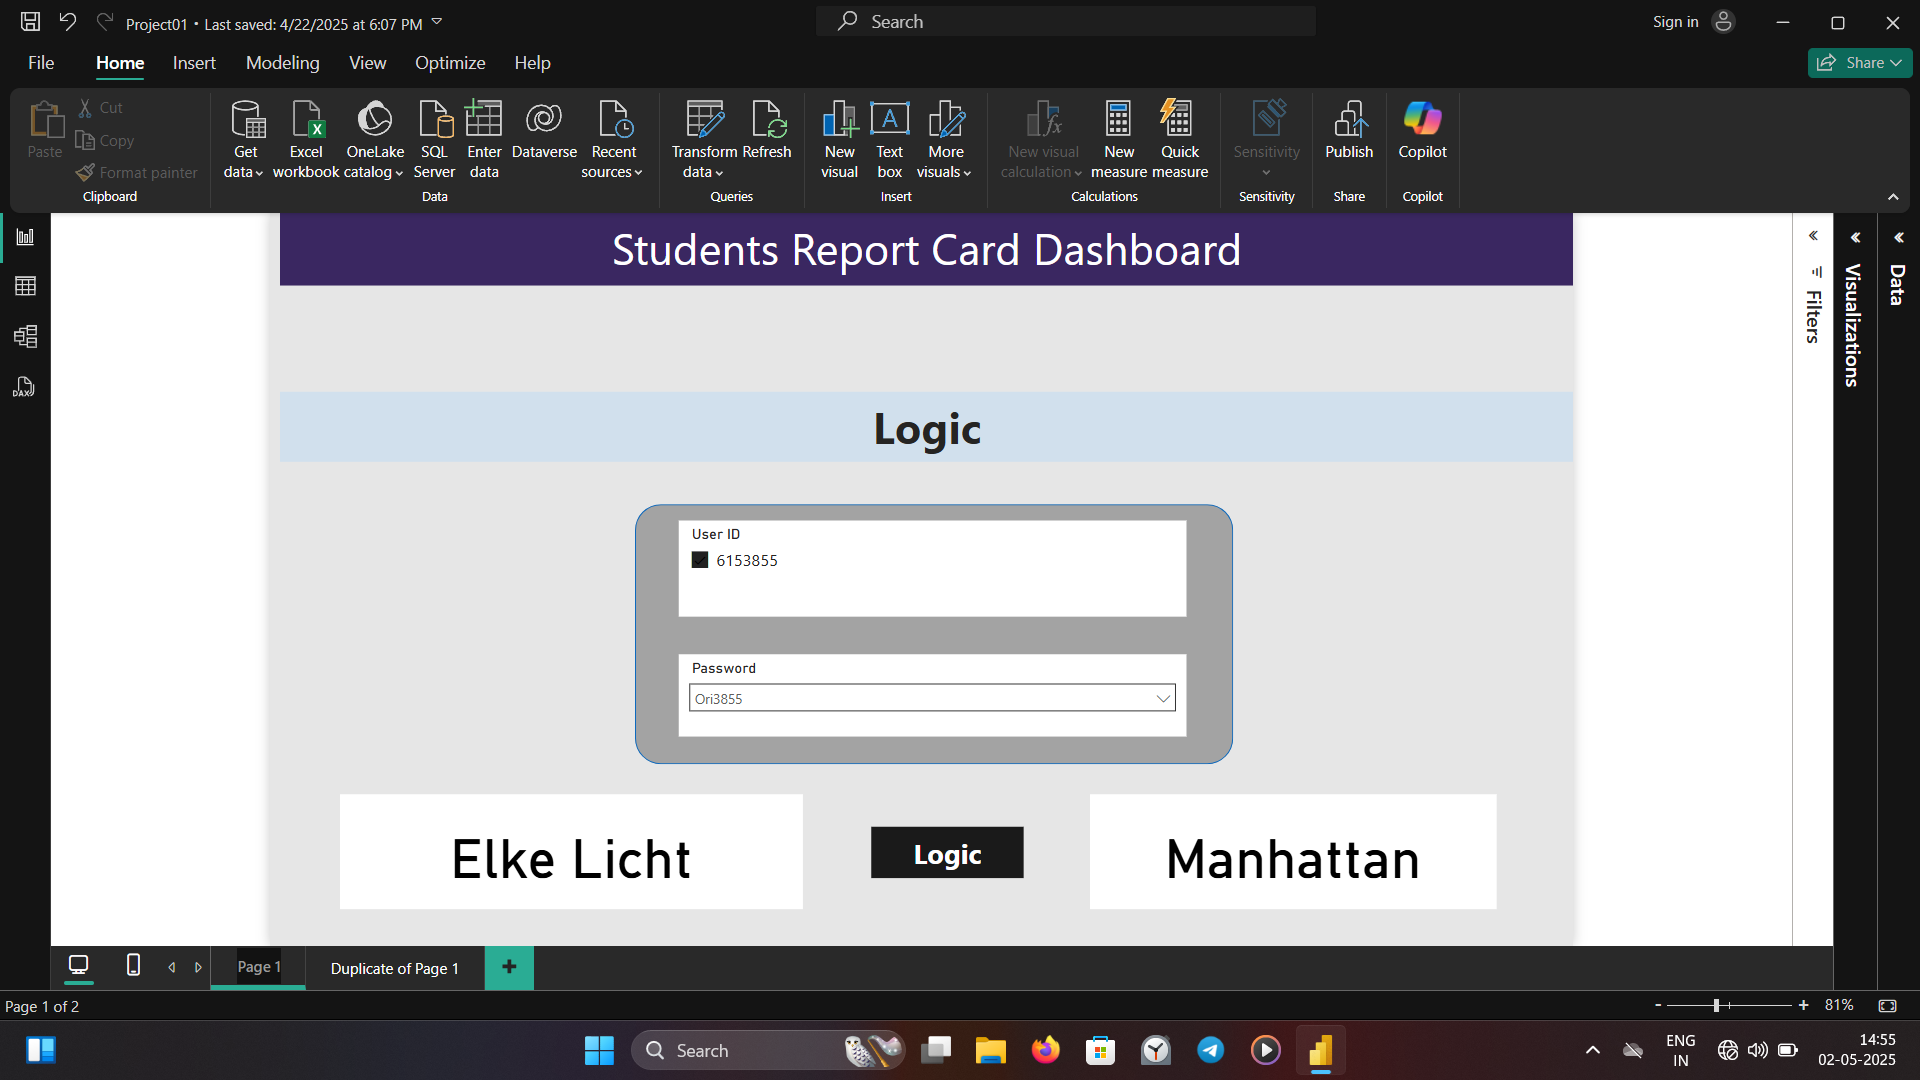 Project01 • Last saved: 4/22/2025 at 6:07 PM
Search
Sign in
File Home Insert Modeling View Optimize Help
Share
Paste
Cut
Copy
Format painter
Clipboard
Get data
Excel workbook
OneLake catalog
SQL Server
Enter data
Dataverse
Recent sources
Data
Transform data
Refresh
Queries
New visual
Text box
More visuals
Insert
New visual calculation
New measure
Quick measure
Calculations
Sensitivity
Sensitivity
Publish
Share
Copilot
Copilot
DAX
Students Report Card Dashboard
Logic
User ID
6153855
Password
Ori3855
Elke Licht
Logic
Manhattan
Filters
Visualizations
Data
Page 1
Duplicate of Page 1
+
Page 1 of 2
- + 81%
Search
ENG
IN
14:55
02-05-2025